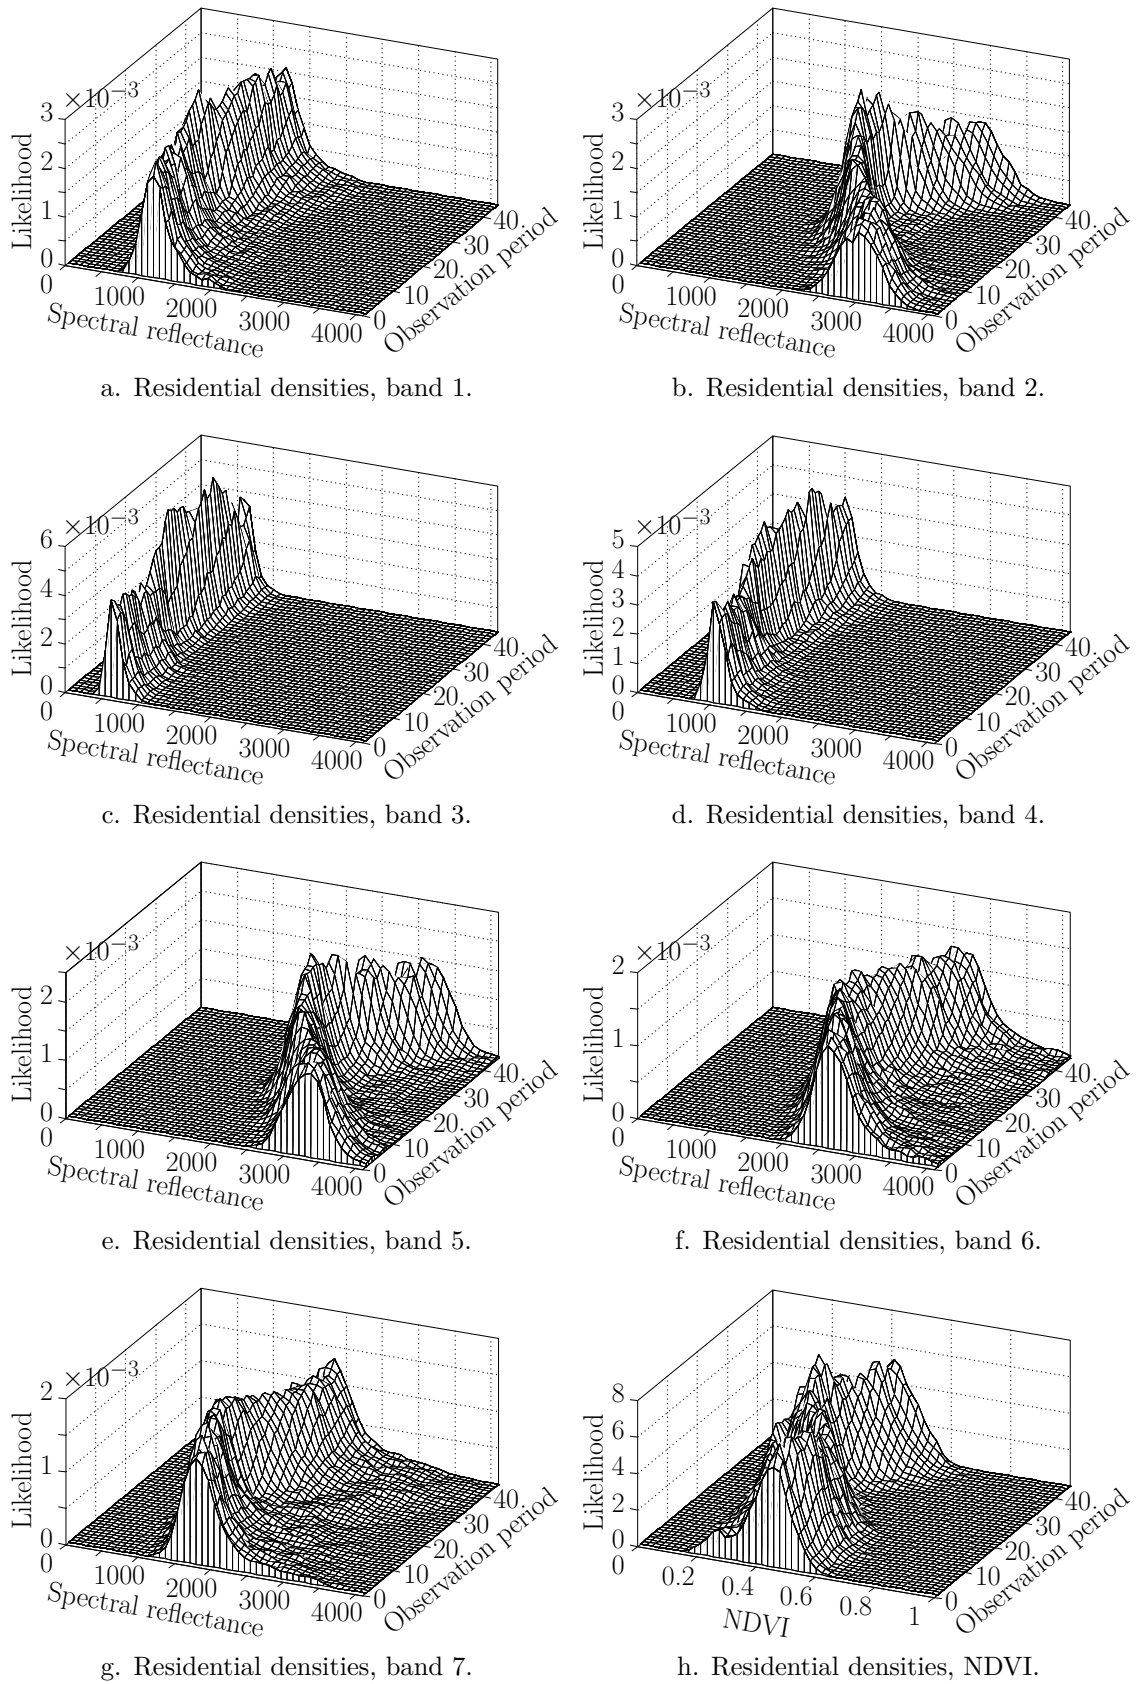 3 ×10−3
2
1
0
Likelihood
0 1000 2000 3000 4000
Spectral reflectance
0 10 20 30 40
Observation period
a. Residential densities, band 1.
3 ×10−3
2
1
0
Likelihood
0 1000 2000 3000 4000
Spectral reflectance
0 10 20 30 40
Observation period
b. Residential densities, band 2.
6 ×10−3
4
2
0
Likelihood
0 1000 2000 3000 4000
Spectral reflectance
0 10 20 30 40
Observation period
c. Residential densities, band 3.
5 ×10−3
4
3
2
1
0
Likelihood
0 1000 2000 3000 4000
Spectral reflectance
0 10 20 30 40
Observation period
d. Residential densities, band 4.
×10−3
2
1
0
Likelihood
0 1000 2000 3000 4000
Spectral reflectance
0 10 20 30 40
Observation period
e. Residential densities, band 5.
2 ×10−3
1
0
Likelihood
0 1000 2000 3000 4000
Spectral reflectance
0 10 20 30 40
Observation period
f. Residential densities, band 6.
2 ×10−3
1
0
Likelihood
0 1000 2000 3000 4000
Spectral reflectance
0 10 20 30 40
Observation period
g. Residential densities, band 7.
8
6
4
2
0
Likelihood
0 0.2 0.4 0.6 0.8 1
NDVI
0 10 20 30 40
Observation period
h. Residential densities, NDVI.